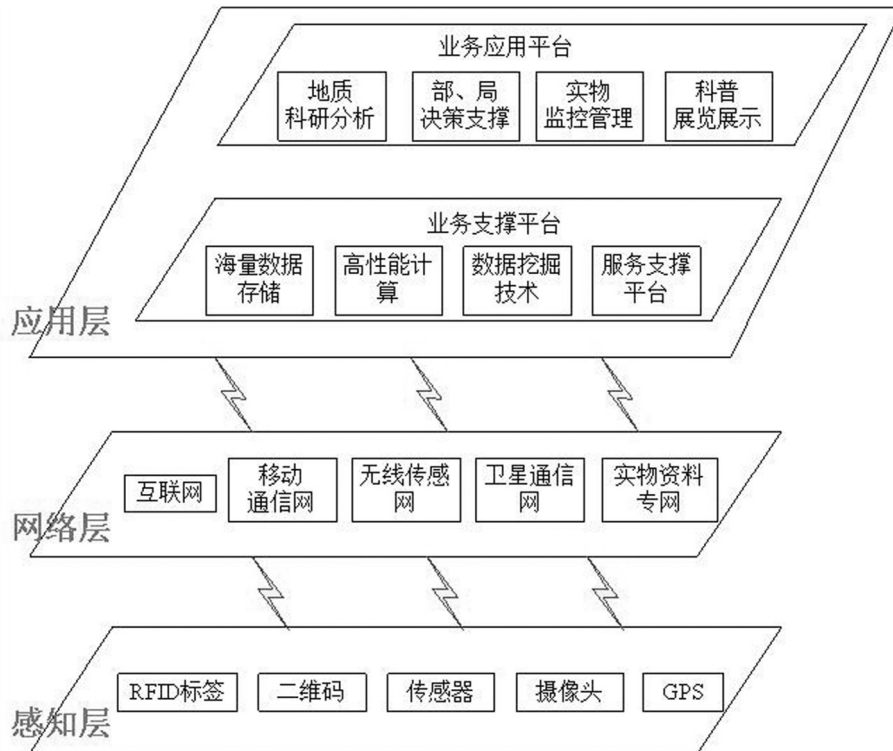 业务应用平台
地质
科研分析
部、局
决策支撑
实物
监控管理
科普
展览展示
业务支撑平台
海量数据
存储
高性能计
算
数据挖掘
技术
服务支撑
平台
应用层
互联网
移动
通信网
无线传感
网
卫星通信
网
实物资料
专网
网络层
RFID标签
二维码
传感器
摄像头
GPS
感知层